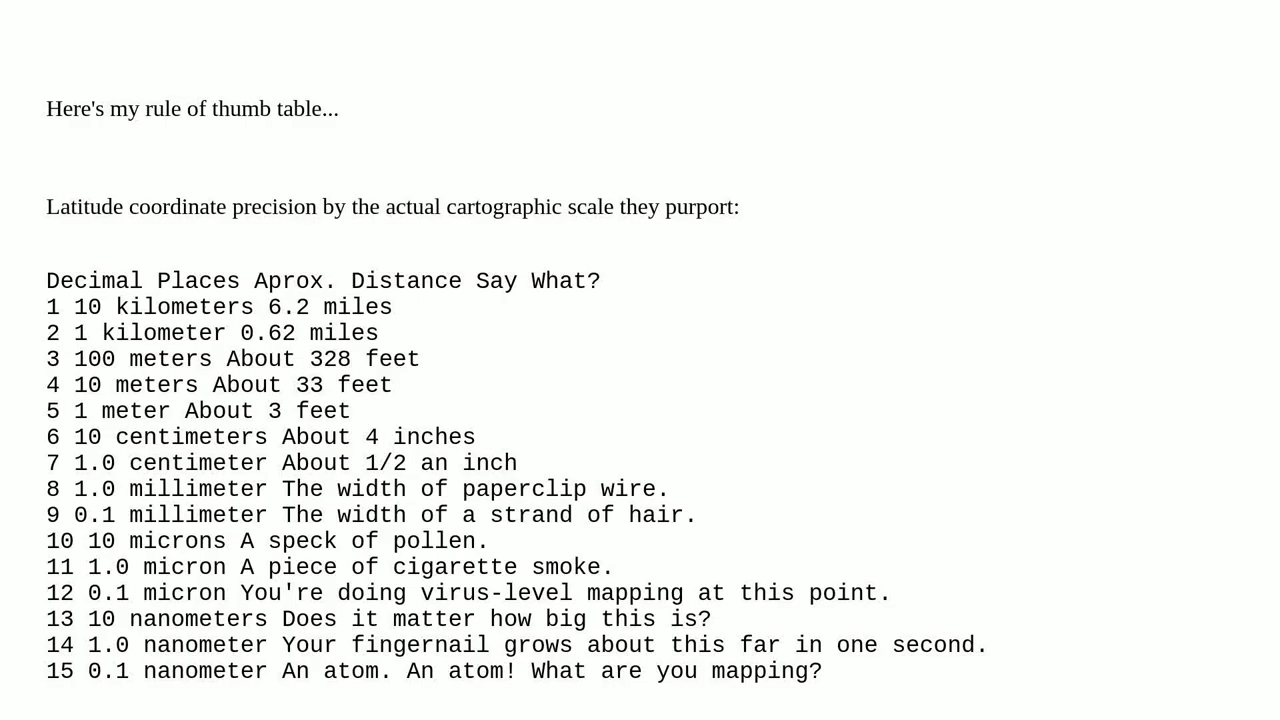 Here's my rule of thumb table...
Latitude coordinate precision by the actual cartographic scale they purport:
Decimal Places Aprox. Distance Say What?
1 10 kilometers 6.2 miles
2 1 kilometer 0.62 miles
3 100 meters About 328 feet
4 10 meters About 33 feet
5 1 meter About 3 feet
6 10 centimeters About 4 inches
7 1.0 centimeter About 1/2 an inch
8 1.0 millimeter The width of paperclip wire.
9 0.1 millimeter The width of a strand of hair.
10 10 microns A speck of pollen.
11 1.0 micron A piece of cigarette smoke.
12 0.1 micron You're doing virus-level mapping at this point.
13 10 nanometers Does it matter how big this is?
14 1.0 nanometer Your fingernail grows about this far in one second.
15 0.1 nanometer An atom. An atom! What are you mapping?